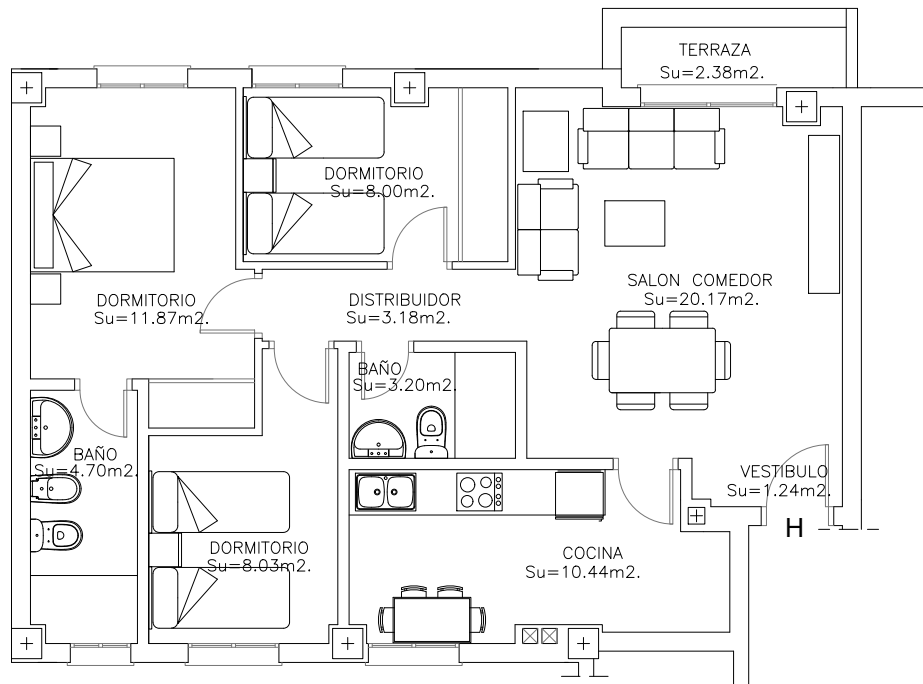 TERRAZA
Su=2.38m2.
DORMITORIO
Su=8.00m2.
SALON COMEDOR
Su=20.17m2.
DORMITORIO
Su=11.87m2.
DISTRIBUIDOR
Su=3.18m2.
BAÑO
Su=3.20m2.
BAÑO
Su=4.70m2.
VESTIBULO
Su=1.24m2.
H
DORMITORIO
Su=8.03m2.
COCINA
Su=10.44m2.